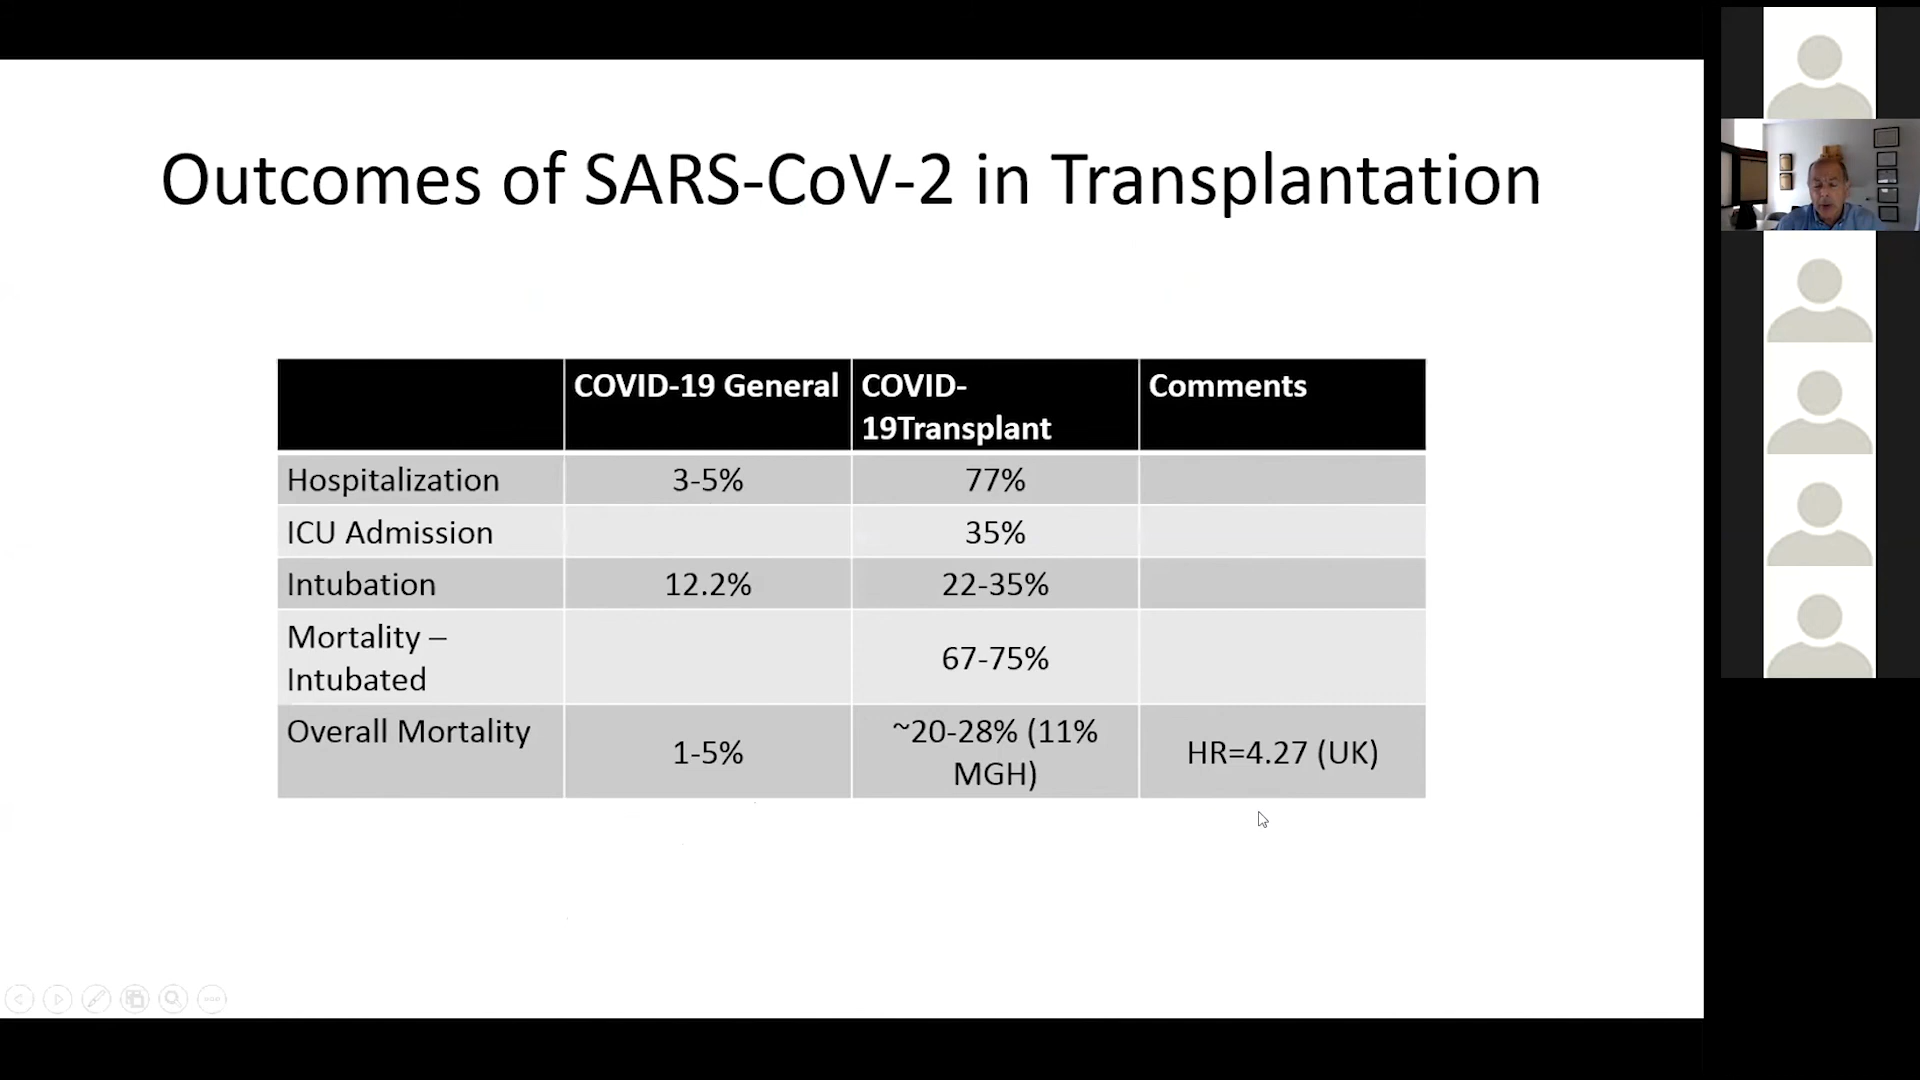 Outcomes of SARS-CoV-2 in Transplantation
COVID-19 General
COVID-
19Transplant
Comments
Hospitalization
3-5%
77%
ICU Admission
35%
Intubation
12.2%
22-35%
Mortality –
Intubated
67-75%
Overall Mortality
1-5%
~20-28% (11%
MGH)
HR=4.27 (UK)